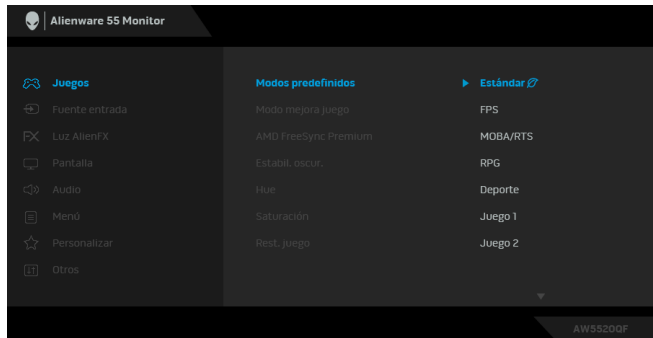 Alienware 55 Monitor
Juegos
Modos predefinidos
Estándar
Fuente entrada
Modo mejora juego
FPS
Luz AlienFX
AMD FreeSync Premium
MOBA/RTS
Pantalla
Estabil. oscur.
RPG
Audio
Hue
Deporte
Menú
Saturación
Juego 1
Personalizar
Rest. juego
Juego 2
Otros
AW5520QF